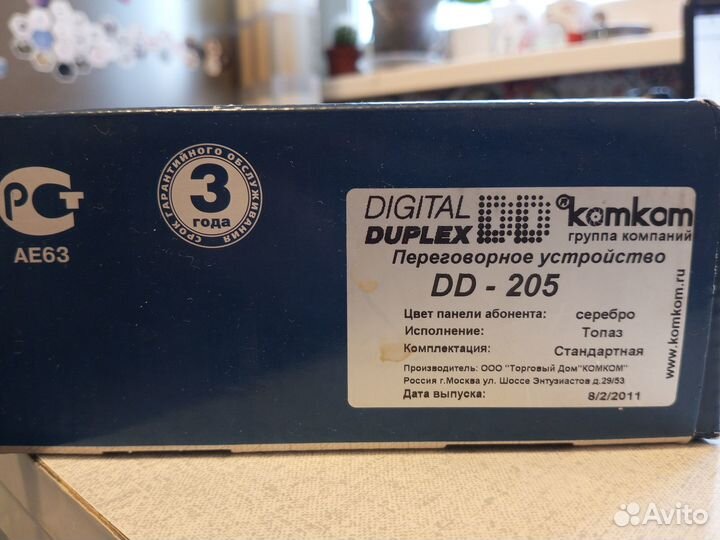 РСТ
АЕ63
СРОК ГАРАНТИЙНОГО ОБСЛУЖИВАНИЯ
3
года
DIGITAL
DUPLEX
DD
®komkom
группа компаний
Переговорное устройство
DD - 205
Цвет панели абонента: серебро
Исполнение: Топаз
Комплектация: Стандартная
Производитель: ООО "Торговый Дом"КОМКОМ"
Россия г.Москва ул. Шоссе Энтузиастов д.29/53
Дата выпуска: 8/2/2011
www.komkom.ru
Avito